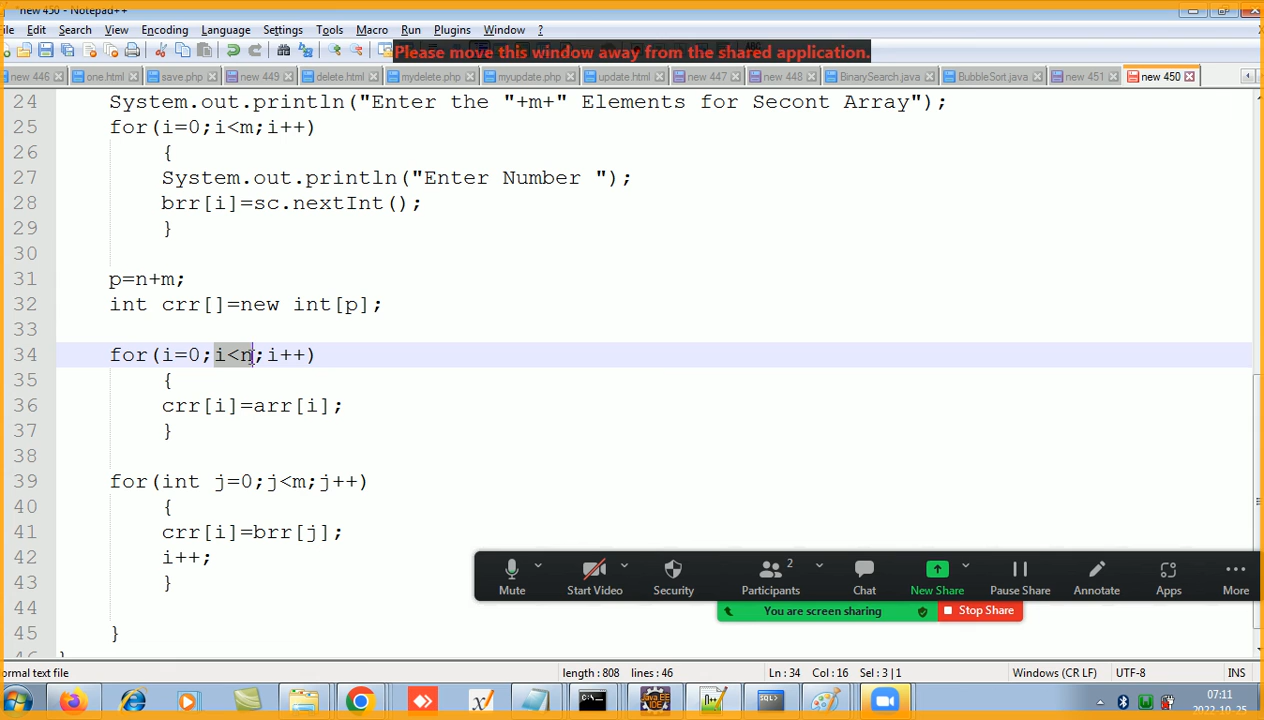 *new 450 - Notepad++
ile Edit Search View Encoding Language Settings Tools Macro Run Plugins Window ?
Please move this window away from the shared application.
new 446 one.html save.php new 449 delete.html mydelete.php myupdate.php update.html new 447 new 448 BinarySearch.java BubbleSort.java new 451 new 450
24 System.out.println("Enter the "+m+" Elements for Secont Array");
25 for(i=0;i<m;i++)
26 {
27 System.out.println("Enter Number ");
28 brr[i]=sc.nextInt();
29 }
30
31 p=n+m;
32 int crr[]=new int[p];
33
34 for(i=0;i<n;i++)
35 {
36 crr[i]=arr[i];
37 }
38
39 for(int j=0;j<m;j++)
40 {
41 crr[i]=brr[j];
42 i++;
43 }
44
45 }
46 }
Mute Start Video Security Participants 2 Chat New Share Pause Share Annotate Apps More
You are screen sharing Stop Share
ormal text file length : 808 lines : 46 Ln : 34 Col : 16 Sel : 3 | 1 Windows (CR LF) UTF-8 INS
07:11
2022-10-25